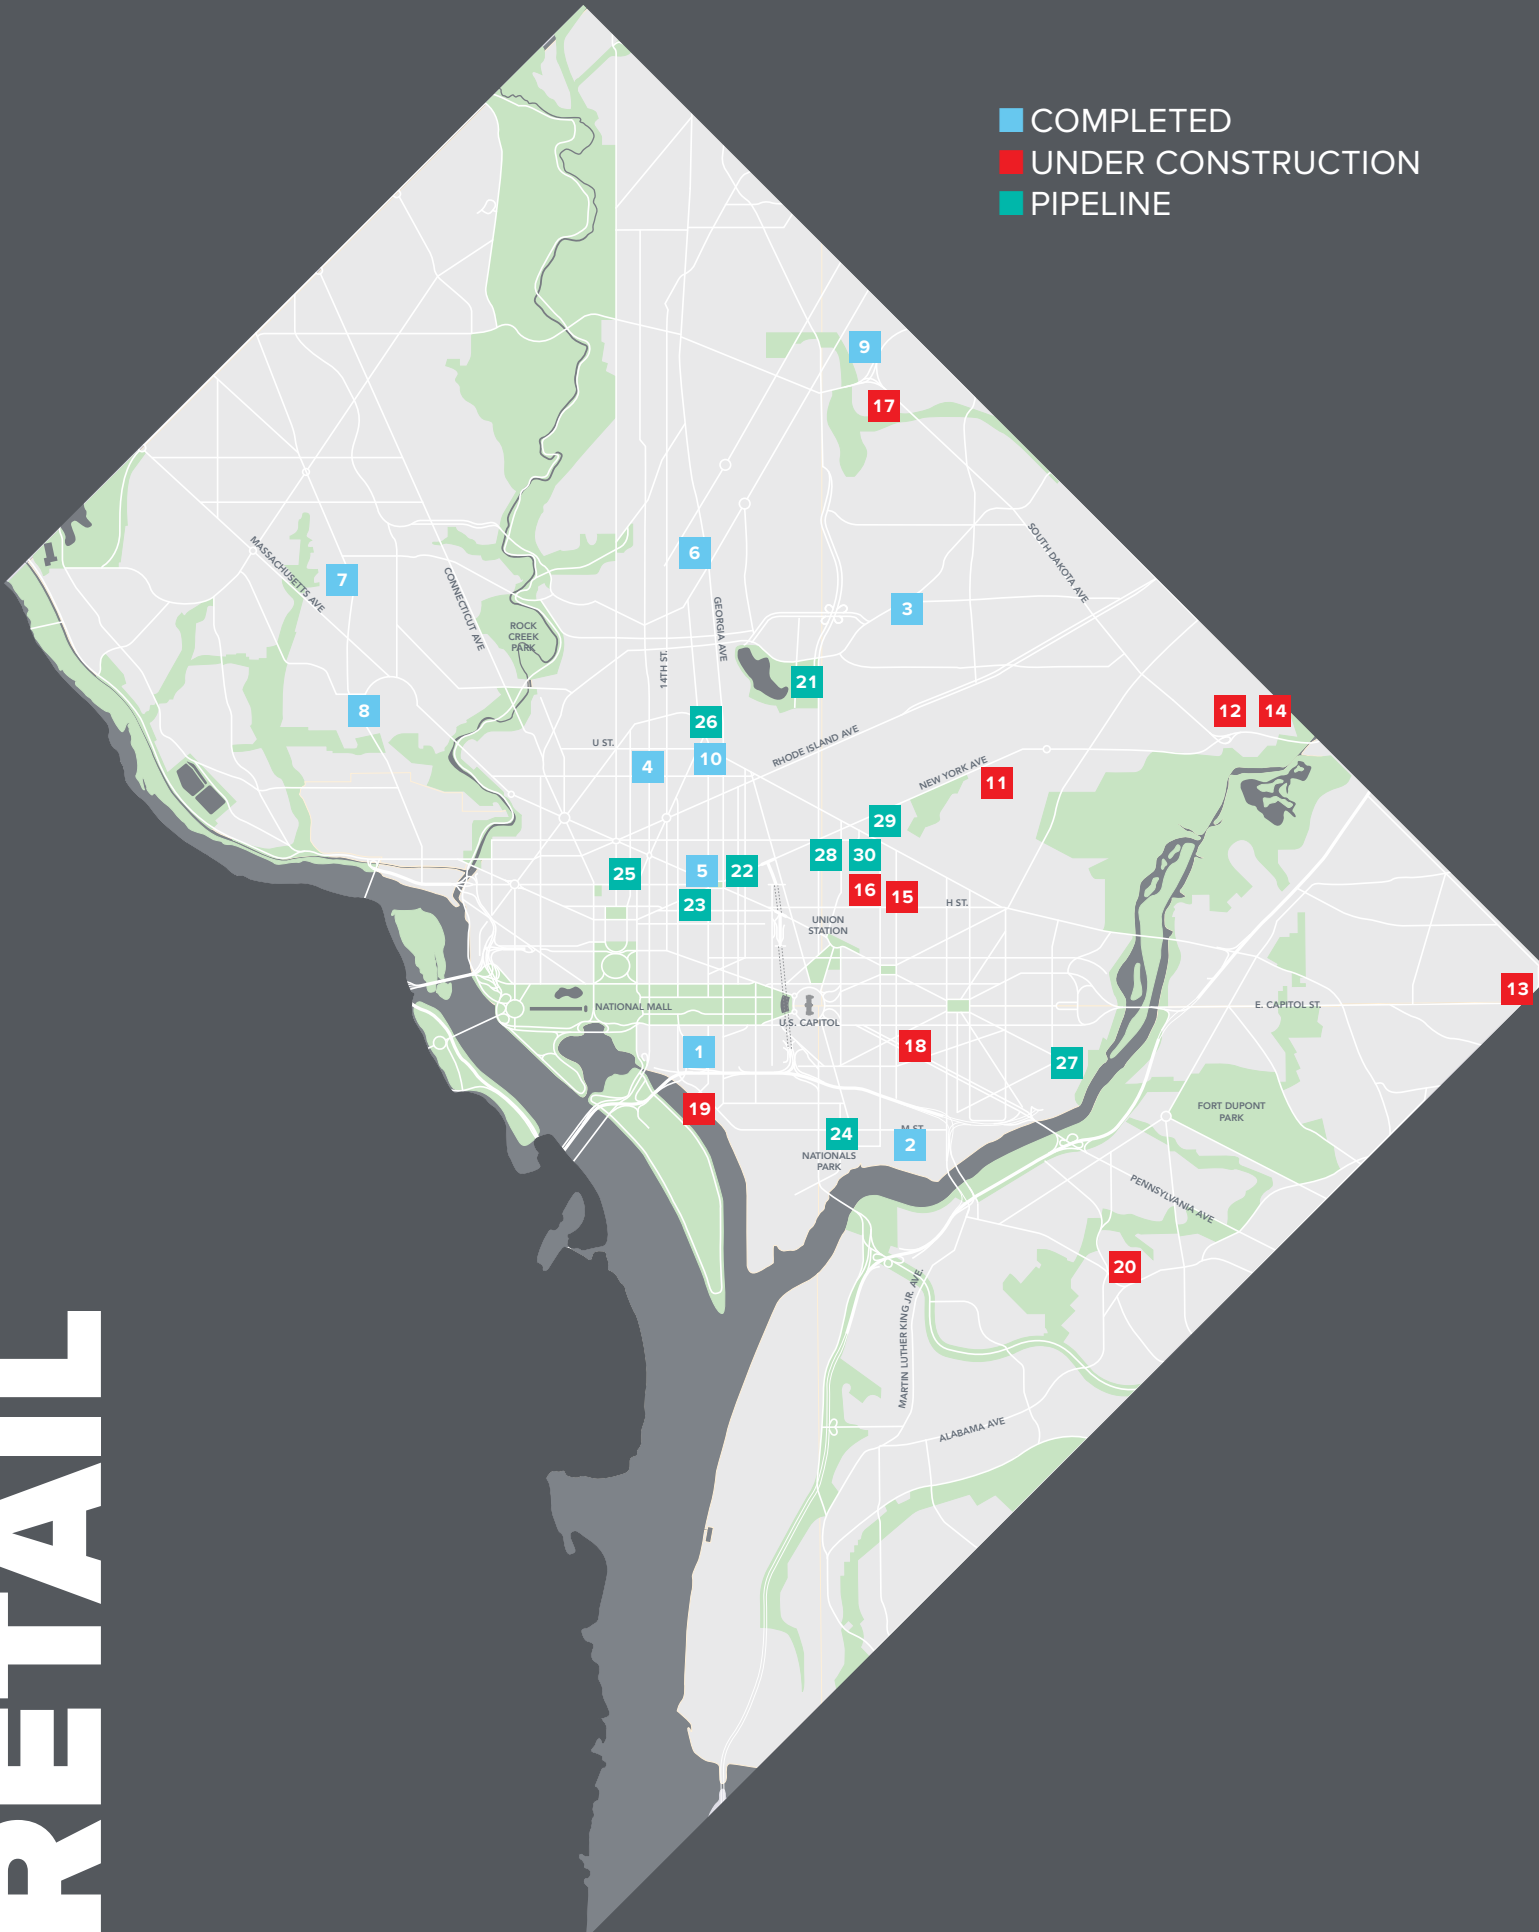 COMPLETED
UNDER CONSTRUCTION
PIPELINE
9
17
SOUTH DAKOTA AVE
MASSACHUSETTS AVE
7
CONNECTICUT AVE
6
GEORGIA AVE
3
ROCK
CREEK
PARK
14TH ST.
21
8
26
12
14
U ST.
4
10
RHODE ISLAND AVE
NEW YORK AVE
11
29
28
30
25
5
22
16
15
23
H ST.
UNION
STATION
13
NATIONAL MALL
E. CAPITOL ST.
U.S. CAPITOL
1
18
27
19
FORT DUPONT
PARK
24
M ST.
2
NATIONALS
PARK
PENNSYLVANIA AVE
20
MARTIN LUTHER KING JR. AVE.
ALABAMA AVE
RETAIL